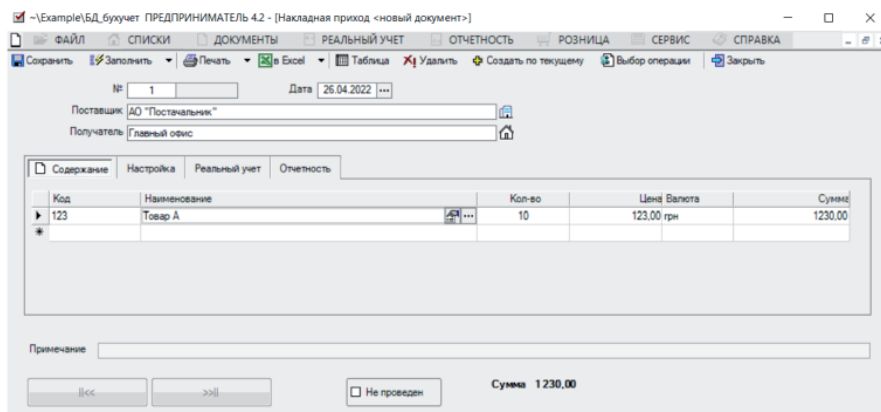 ~\Example\БД_бухучет ПРЕДПРИНИМАТЕЛЬ 4.2 - [Накладная приход <новый документ>]
ФАЙЛ СПИСКИ ДОКУМЕНТЫ РЕАЛЬНЫЙ УЧЕТ ОТЧЕТНОСТЬ РОЗНИЦА СЕРВИС СПРАВКА
Сохранить Заполнить Печать в Excel Таблица Удалить Создать по текущему Выбор операции Закрыть
№ 1 Дата 26.04.2022
Поставщик АО "Постачальник"
Получатель Главный офис
Содержание Настройка Реальный учет Отчетность
Код Наименование Кол-во Цена Валюта Сумма
123 Товар А 10 123,00 грн 1230,00
Примечание
||<< >>|| Не проведен Сумма 1230,00